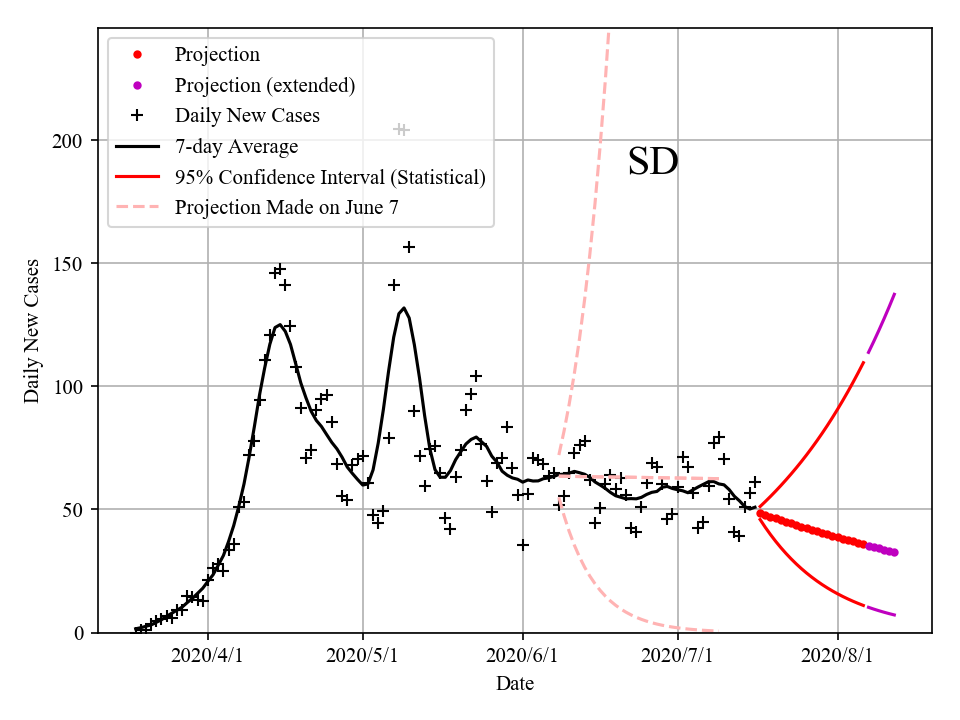 Projection
Projection (extended)
Daily New Cases
7-day Average
95% Confidence Interval (Statistical)
Projection Made on June 7
SD
200
150
100
50
0
Daily New Cases
2020/4/1 2020/5/1 2020/6/1 2020/7/1 2020/8/1
Date